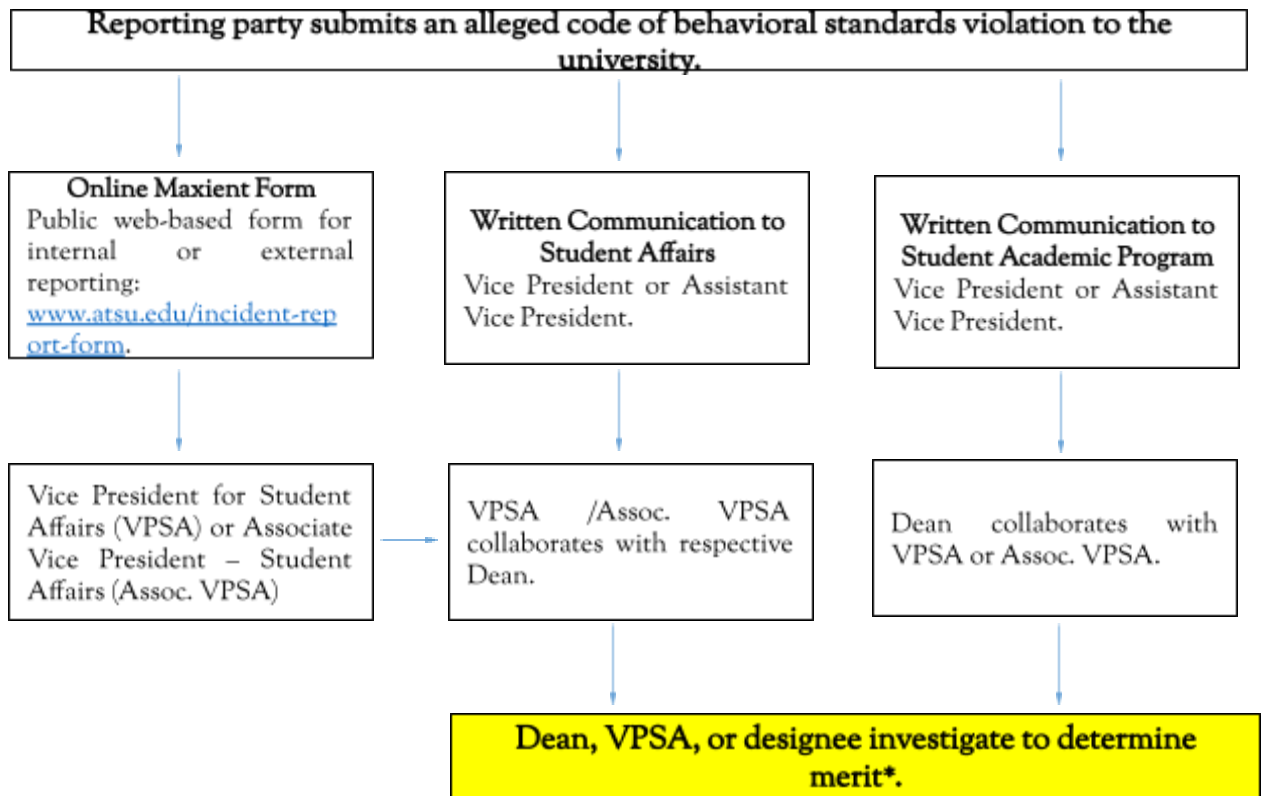 Reporting party submits an alleged code of behavioral standards violation to the
university.
Online Maxient Form
Public web-based form for
internal or external
reporting:
www.atsu.edu/incident-rep
ort-form.
Written Communication to
Student Affairs
Vice President or Assistant
Vice President.
Written Communication to
Student Academic Program
Vice President or Assistant
Vice President.
Vice President for Student
Affairs (VPSA) or Associate
Vice President – Student
Affairs (Assoc. VPSA)
VPSA /Assoc. VPSA
collaborates with respective
Dean.
Dean collaborates with
VPSA or Assoc. VPSA.
Dean, VPSA, or designee investigate to determine
merit*.